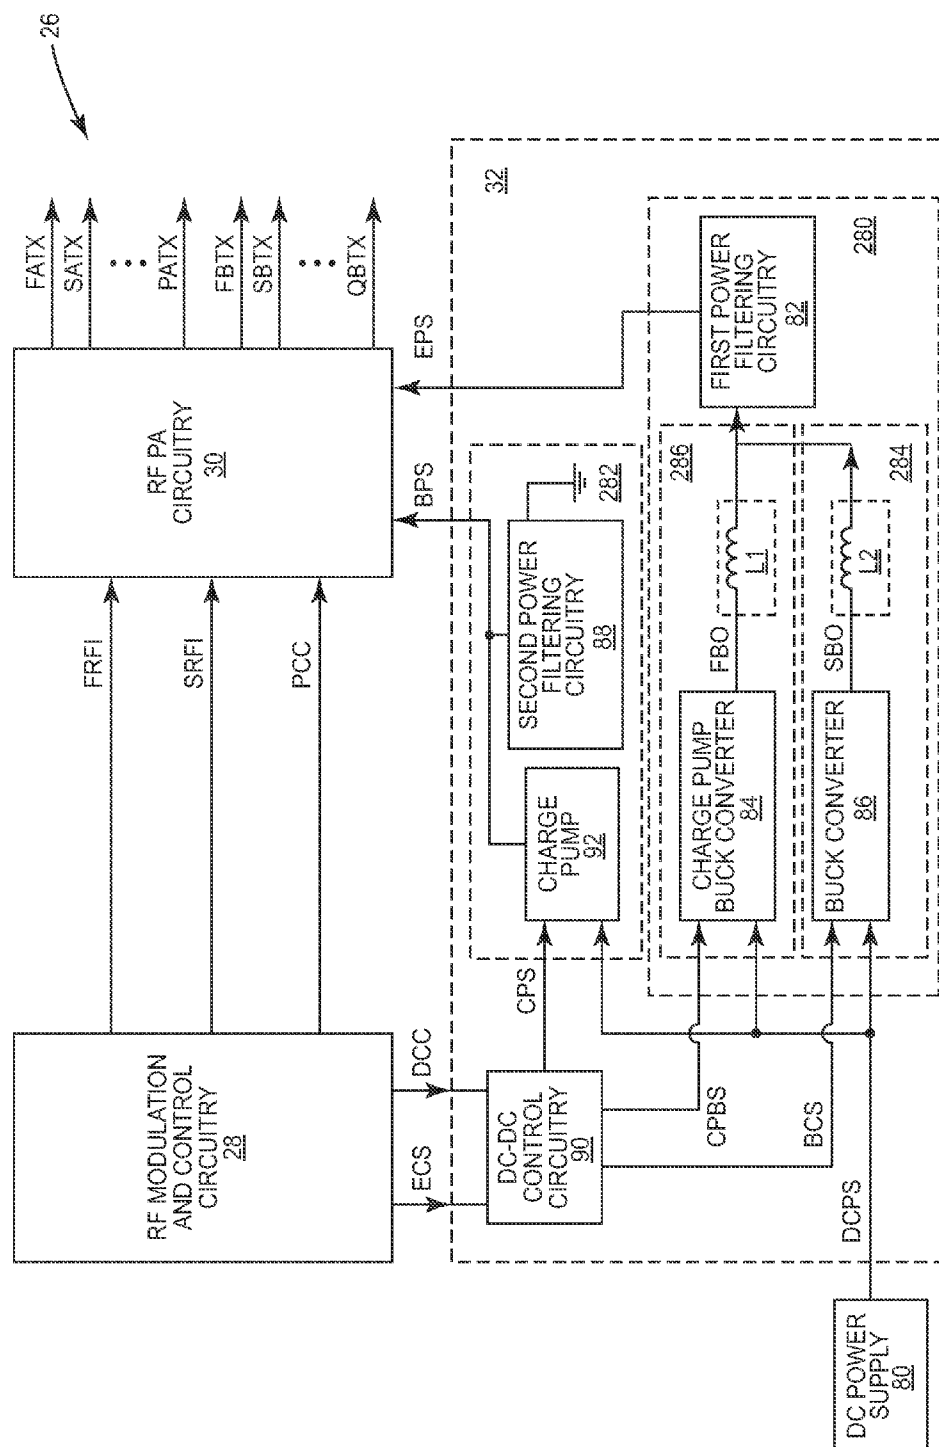 26
FATX
SATX
PATX
FBTX
SBTX
QBTX
RF PA
CIRCUITRY
30
FRFI
SRFI
PCC
RF MODULATION
AND CONTROL
CIRCUITRY
28
BPS
EPS
ECS
DCC
32
DC-DC
CONTROL
CIRCUITRY
90
CPS
CPBS
BCS
CHARGE
PUMP
92
SECOND POWER
FILTERING
CIRCUITRY
88
282
280
286
CHARGE PUMP
BUCK CONVERTER
84
FBO
L1
FIRST POWER
FILTERING
CIRCUITRY
82
284
BUCK CONVERTER
86
SBO
L2
DCPS
DC POWER
SUPPLY
80